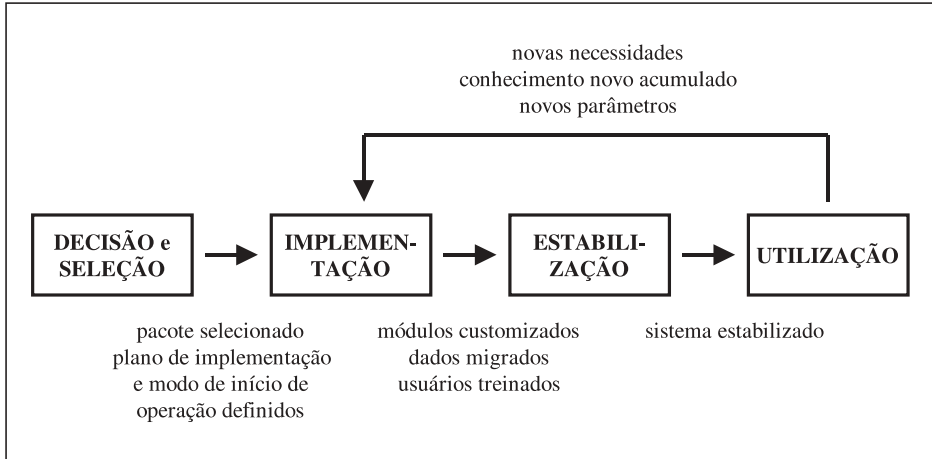 novas necessidades
conhecimento novo acumulado
novos parâmetros
DECISÃO e
SELEÇÃO
IMPLEMEN-
TAÇÃO
ESTABILI-
ZAÇÃO
UTILIZAÇÃO
pacote selecionado
plano de implementação
e modo de início de
operação definidos
módulos customizados
dados migrados
usuários treinados
sistema estabilizado